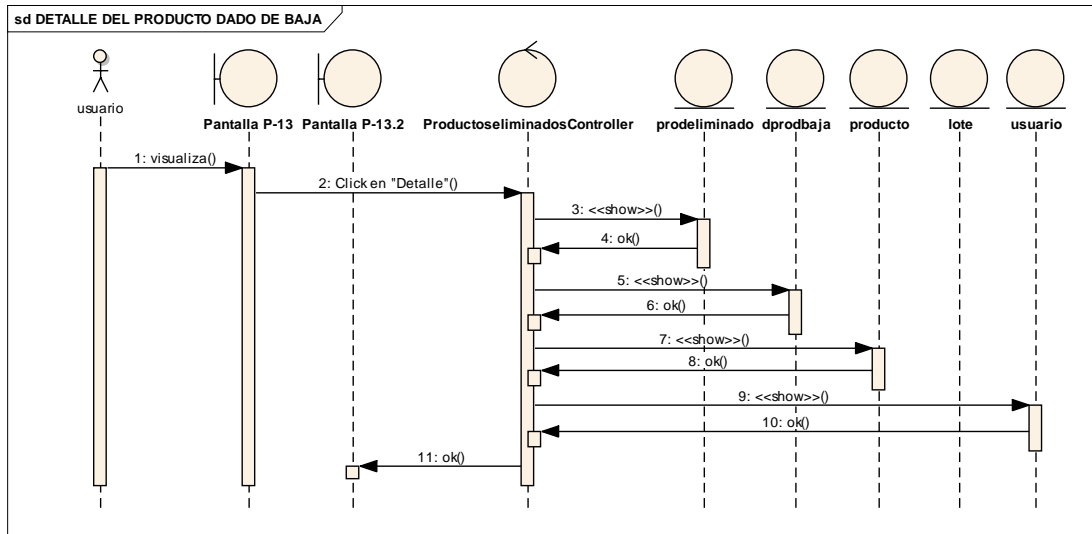 sd DETALLE DEL PRODUCTO DADO DE BAJA
usuario
Pantalla P-13
Pantalla P-13.2
ProductoseliminadosController
prodeliminado
dprodbaja
producto
lote
usuario
1: visualiza()
2: Click en "Detalle"()
3: <<show>>()
4: ok()
5: <<show>>()
6: ok()
7: <<show>>()
8: ok()
9: <<show>>()
10: ok()
11: ok()